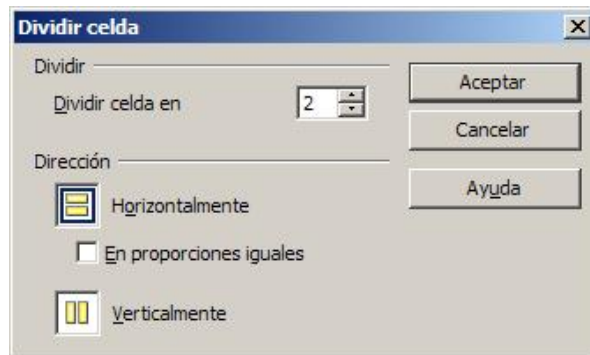 Dividir celda
Dividir
Dividir celda en 2
Aceptar
Cancelar
Dirección
Horizontalmente
Ayuda
En proporciones iguales
Verticalmente